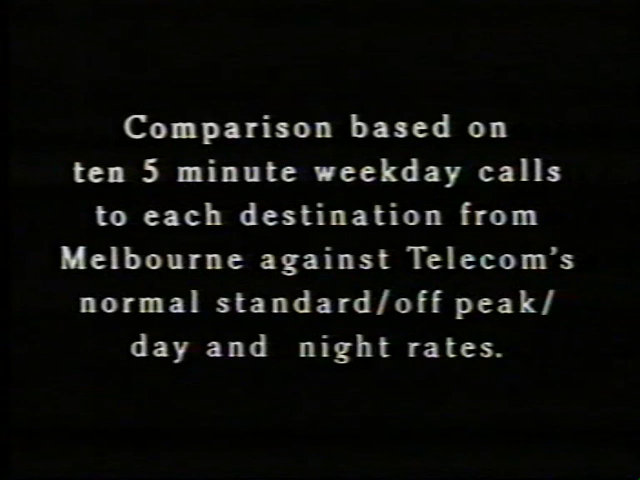 Comparison based on
ten 5 minute weekday calls
to each destination from
Melbourne against Telecom's
normal standard/off peak/
day and night rates.